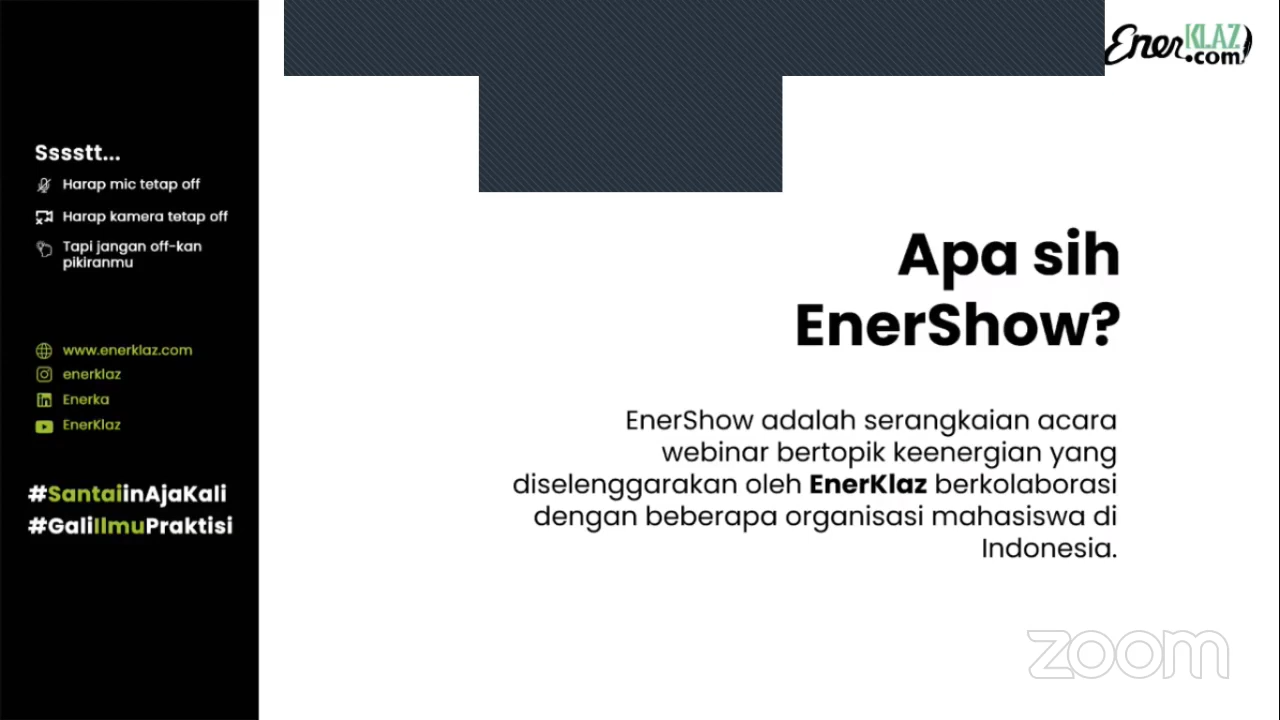 Sssstt...
Harap mic tetap off
Harap kamera tetap off
Tapi jangan off-kan
pikiranmu
www.enerklaz.com
enerklaz
Enerka
EnerKlaz
#SantaiinAjaKali
#GaliIlmuPraktisi
EnerKLAZ
.com
Apa sih
EnerShow?
EnerShow adalah serangkaian acara
webinar bertopik keenergian yang
diselenggarakan oleh EnerKlaz berkolaborasi
dengan beberapa organisasi mahasiswa di
Indonesia.
zoom